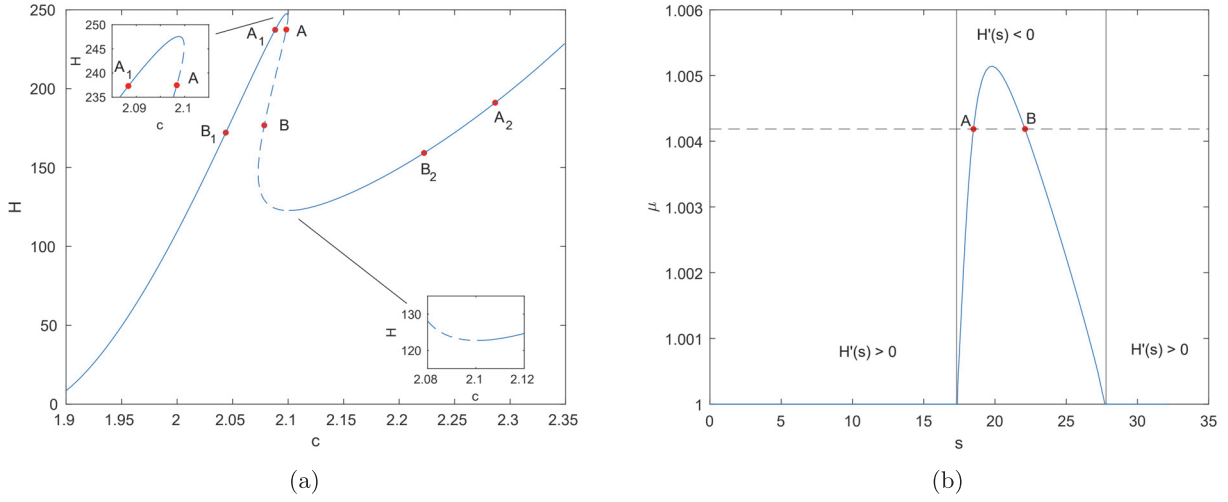 250
200
150
100
50
0
H
1.9
1.95
2
2.05
2.1
2.15
2.2
2.25
2.3
2.35
c
250
245
240
235
H
2.09
2.1
c
A1
A
A1
A
B1
B
A2
B2
130
120
H
2.08
2.1
2.12
c
(a)
1.006
1.005
1.004
1.003
1.002
1.001
1
μ
0
5
10
15
20
25
30
35
s
H'(s) < 0
A
B
H'(s) > 0
H'(s) > 0
(b)